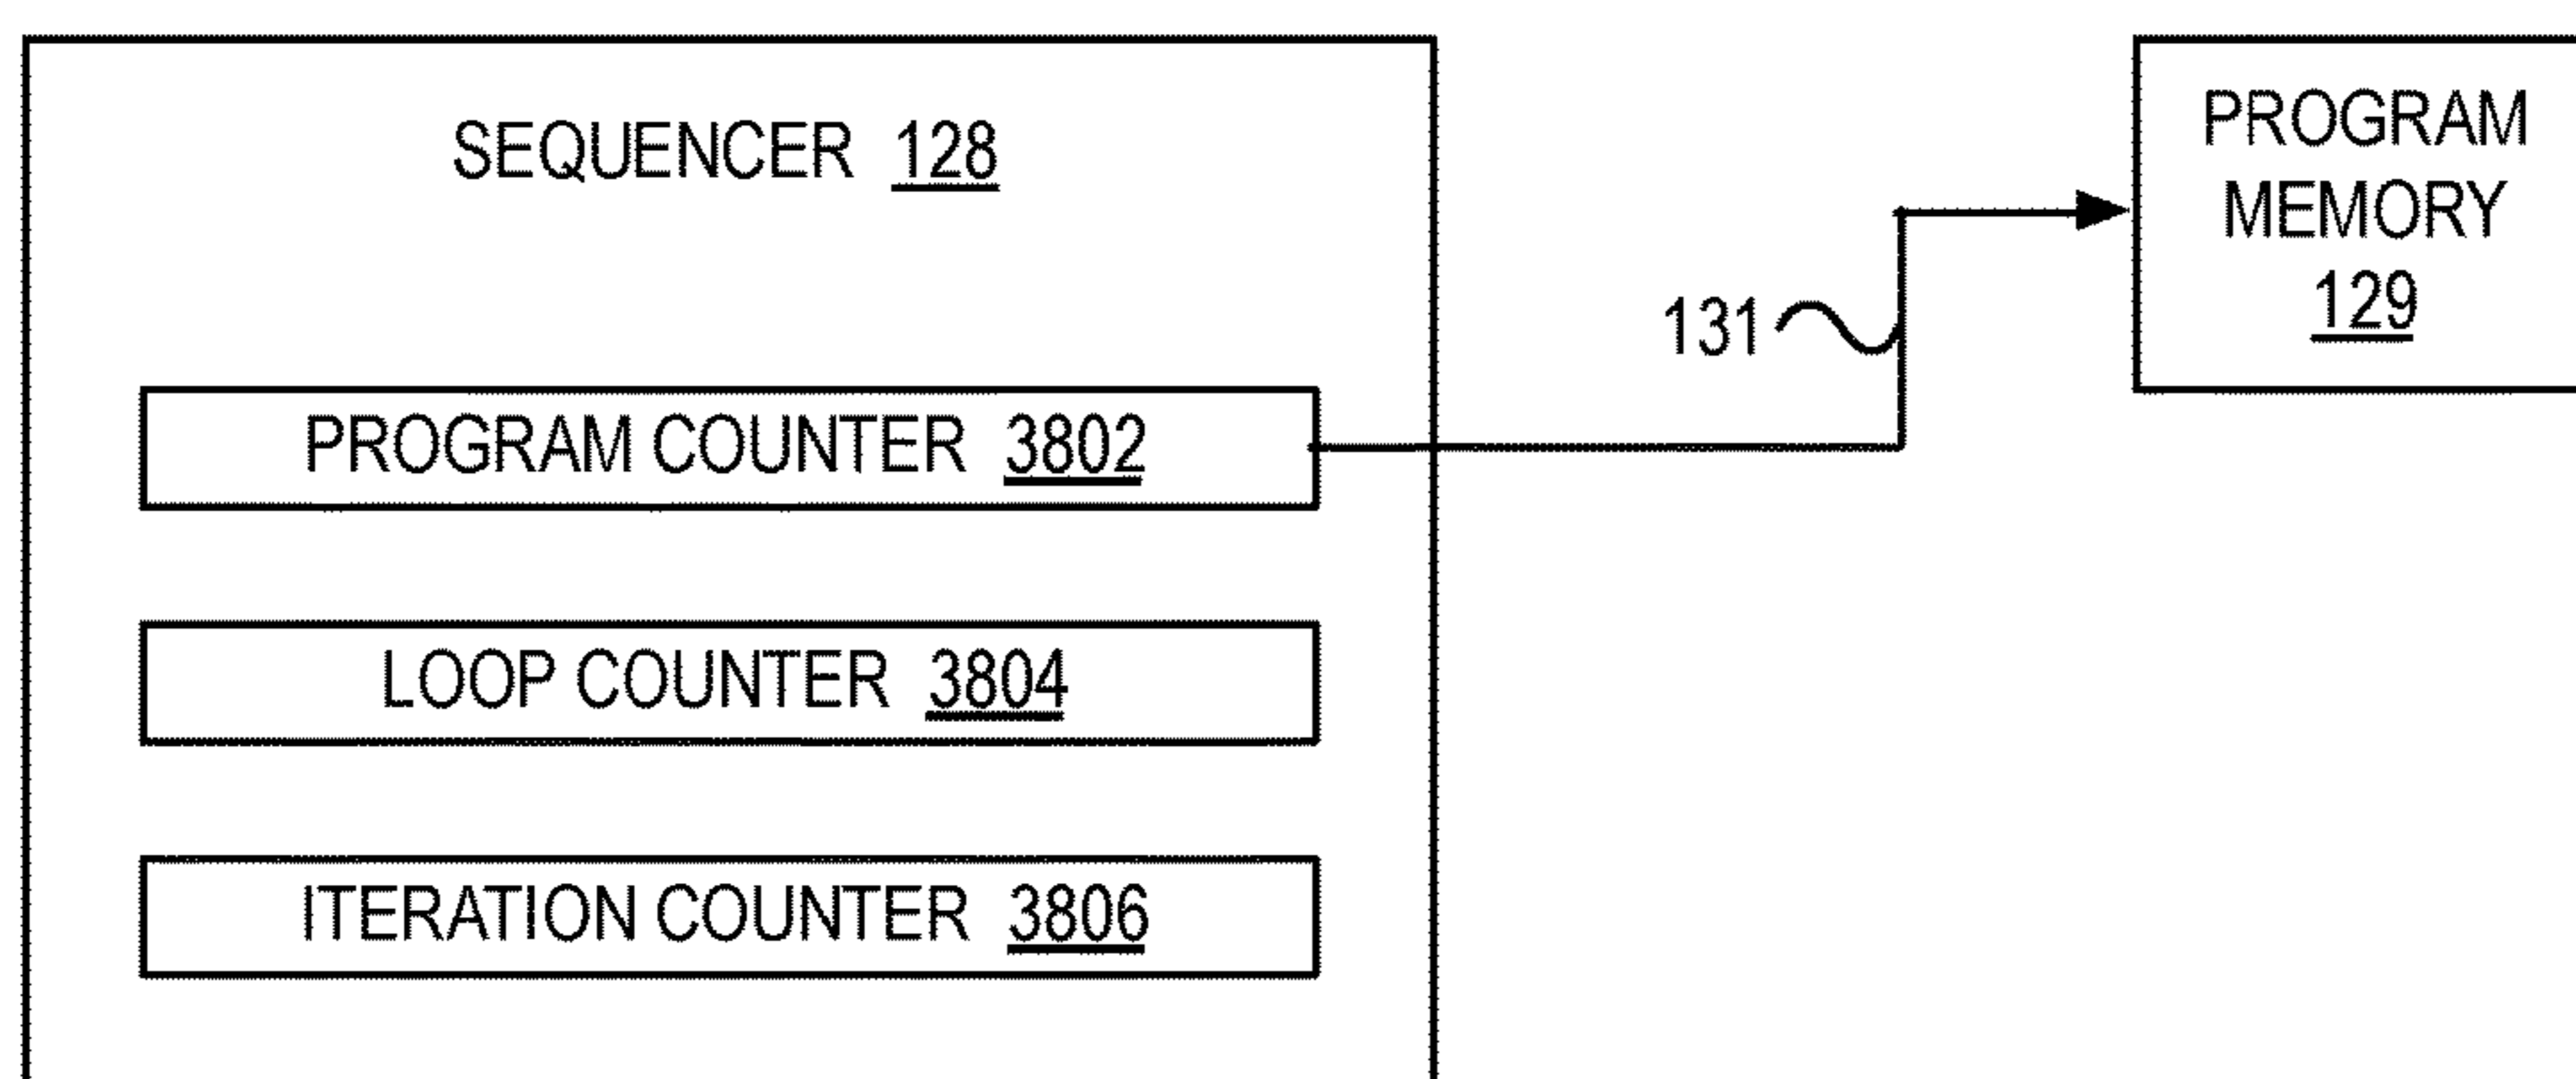 SEQUENCER 128
PROGRAM
MEMORY
129
131
PROGRAM COUNTER 3802
LOOP COUNTER 3804
ITERATION COUNTER 3806